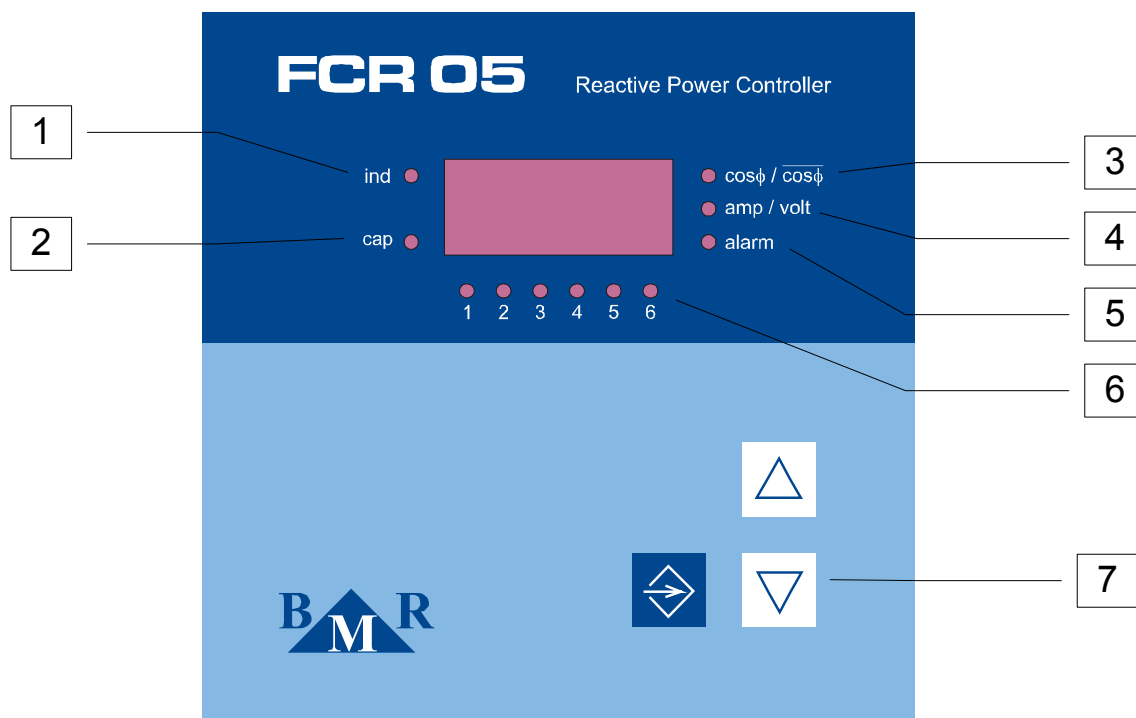 FCR 05
Reactive Power Controller
1
ind
cosϕ / c̅o̅s̅ϕ̅
3
amp / volt
2
cap
alarm
4
1 2 3 4 5 6
5
6
7
B M R